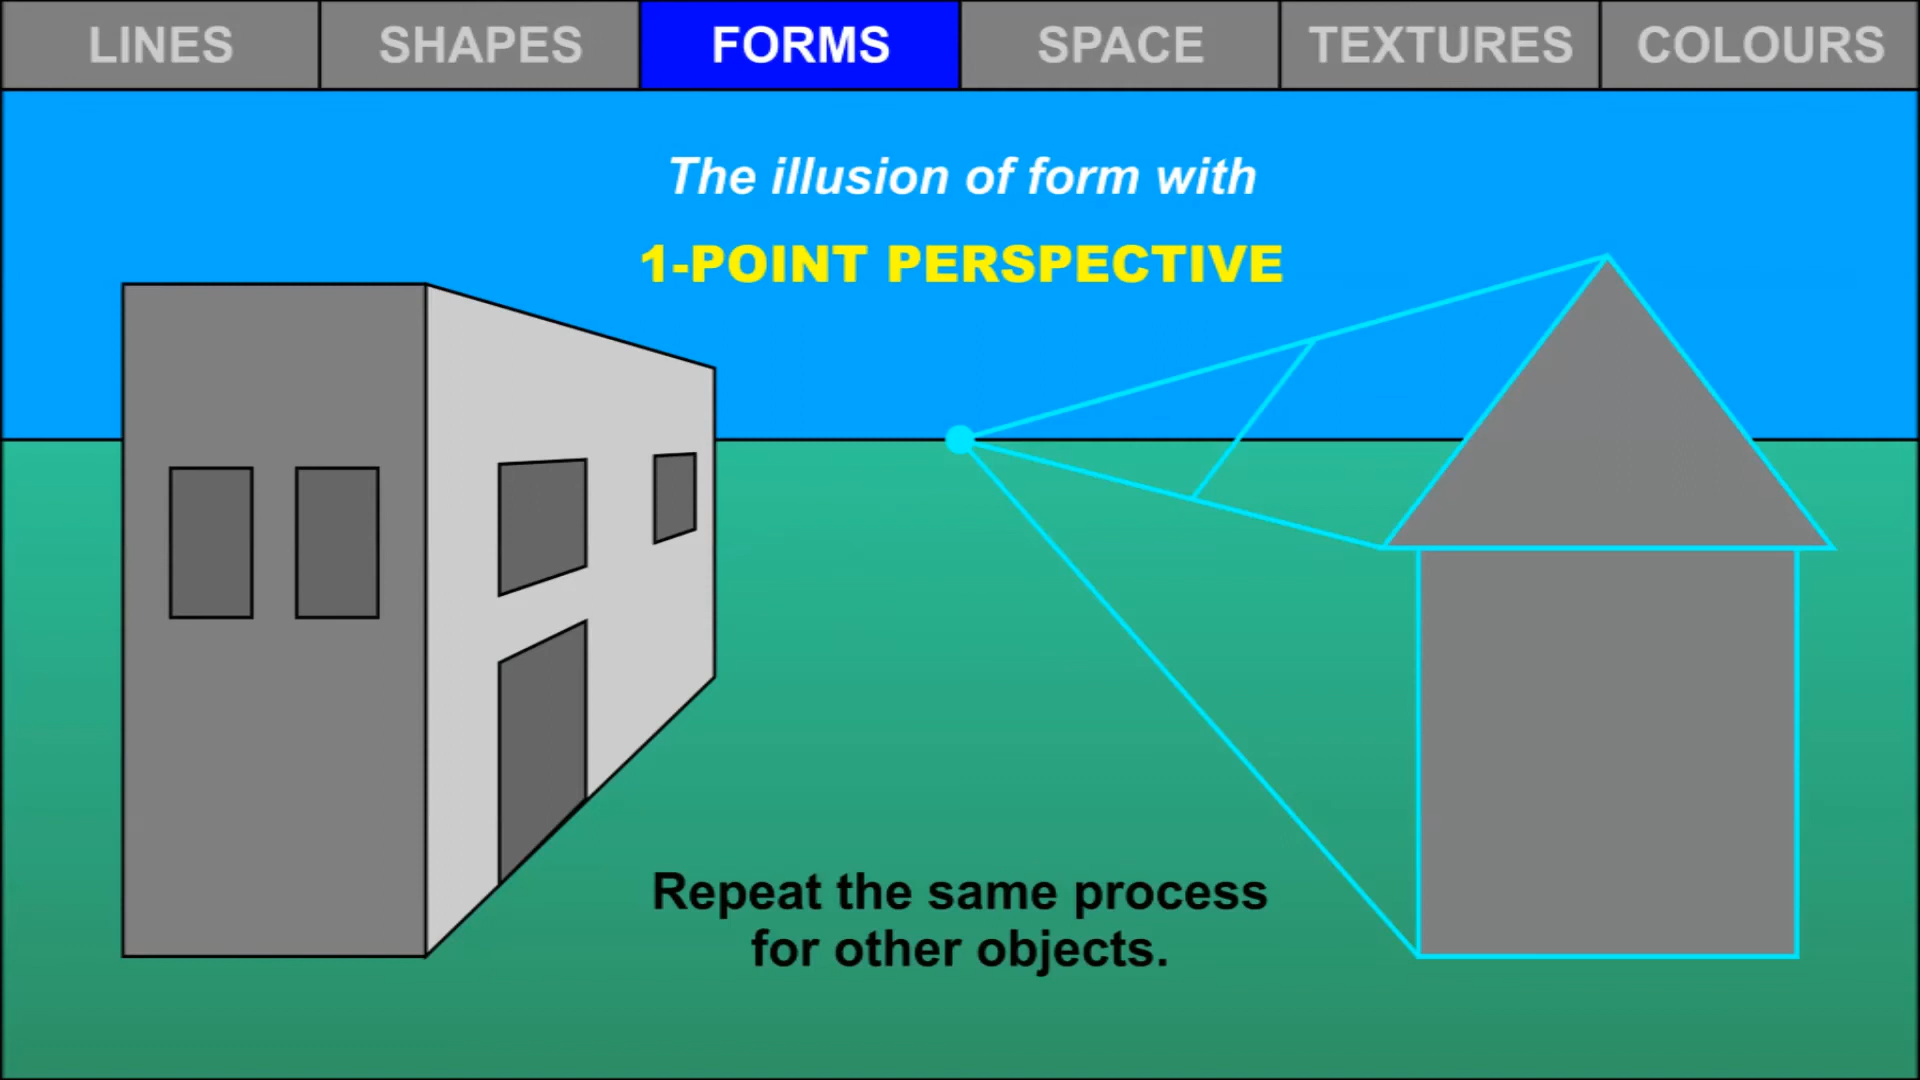 LINES SHAPES FORMS SPACE TEXTURES COLOURS
The illusion of form with
1-POINT PERSPECTIVE
Repeat the same process
for other objects.